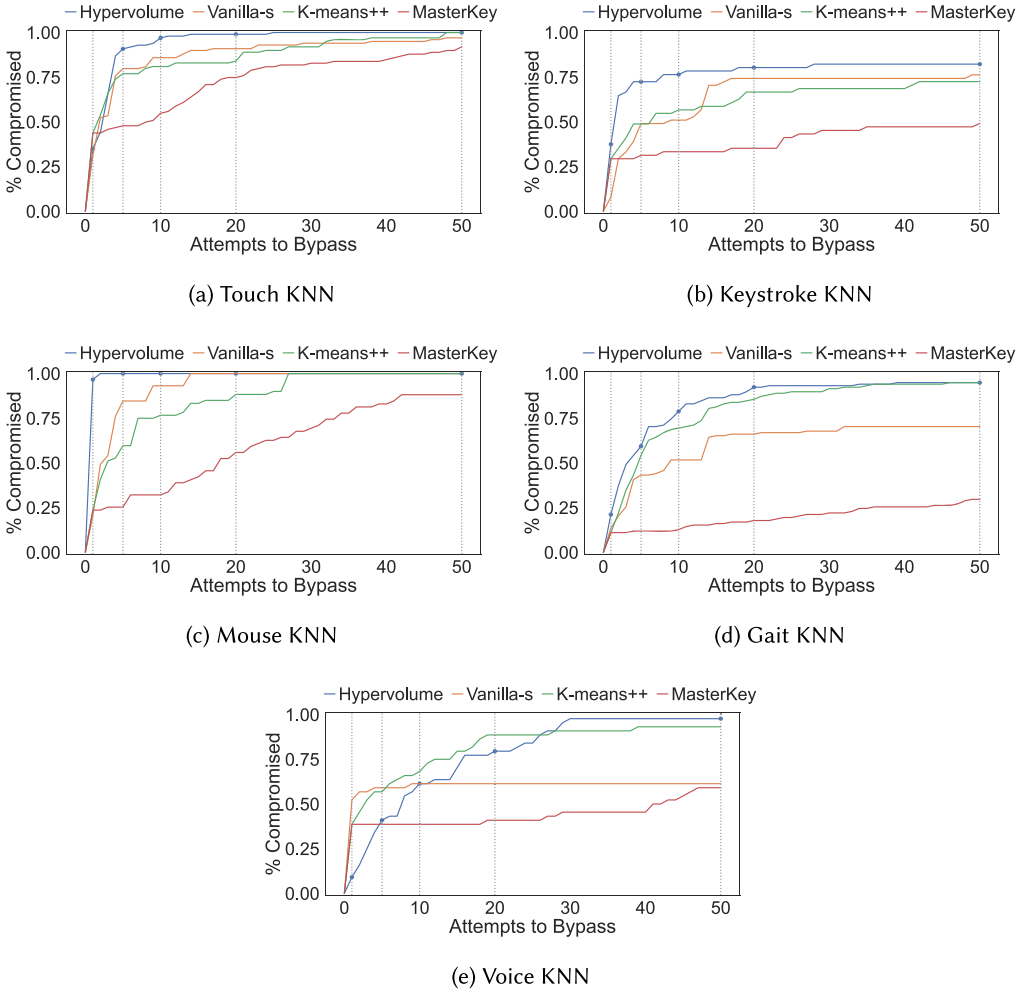 Hypervolume Vanilla-s K-means++ MasterKey
Hypervolume Vanilla-s K-means++ MasterKey
% Compromised
1.00
0.75
0.50
0.25
0.00
0 10 20 30 40 50
Attempts to Bypass
(a) Touch KNN
% Compromised
1.00
0.75
0.50
0.25
0.00
0 10 20 30 40 50
Attempts to Bypass
(b) Keystroke KNN
Hypervolume Vanilla-s K-means++ MasterKey
Hypervolume Vanilla-s K-means++ MasterKey
% Compromised
1.00
0.75
0.50
0.25
0.00
0 10 20 30 40 50
Attempts to Bypass
(c) Mouse KNN
% Compromised
1.00
0.75
0.50
0.25
0.00
0 10 20 30 40 50
Attempts to Bypass
(d) Gait KNN
Hypervolume Vanilla-s K-means++ MasterKey
% Compromised
1.00
0.75
0.50
0.25
0.00
0 10 20 30 40 50
Attempts to Bypass
(e) Voice KNN